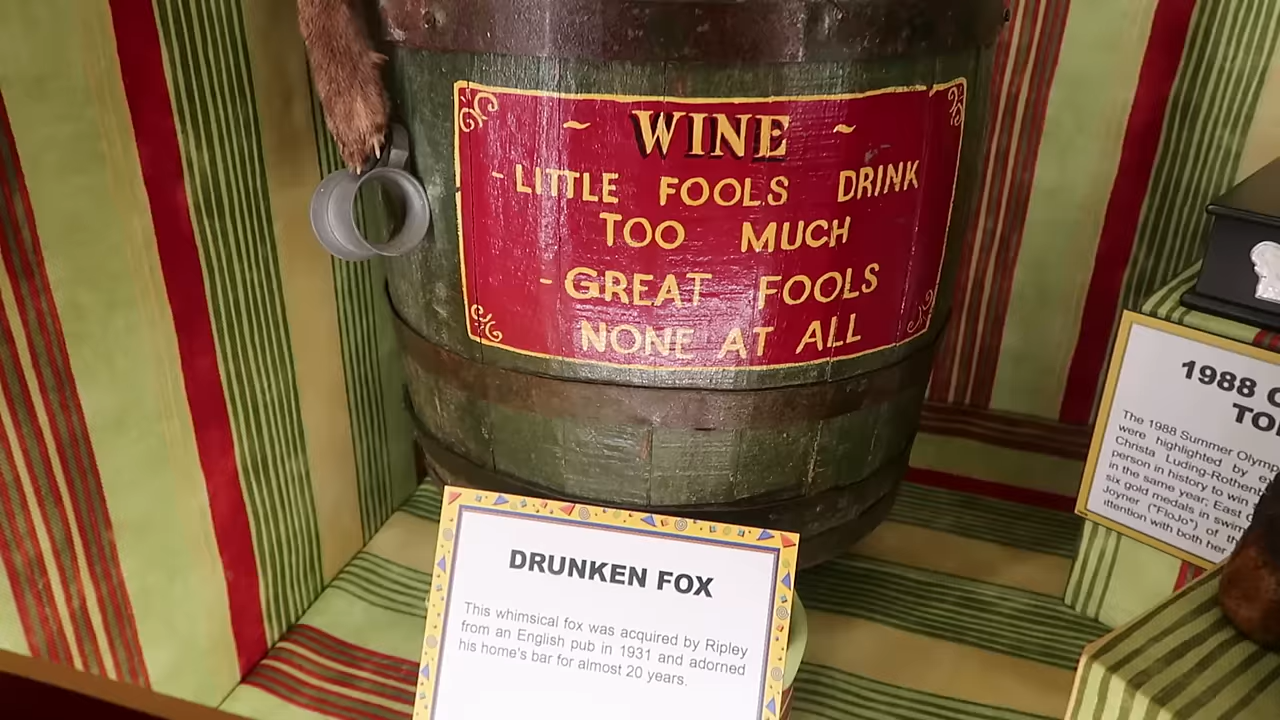 ~ WINE ~
-LITTLE FOOLS DRINK
TOO MUCH
-GREAT FOOLS
NONE AT ALL
DRUNKEN FOX
This whimsical fox was acquired by Ripley
from an English pub in 1931 and adorned
his home's bar for almost 20 years.
1988
The 1988 Summer Olymp
were highlighted by
Christa Luding-Rothenb
person in history to win
in the same year; East
six gold medals in swim
Joyner ("FloJo") of th
attention with both her